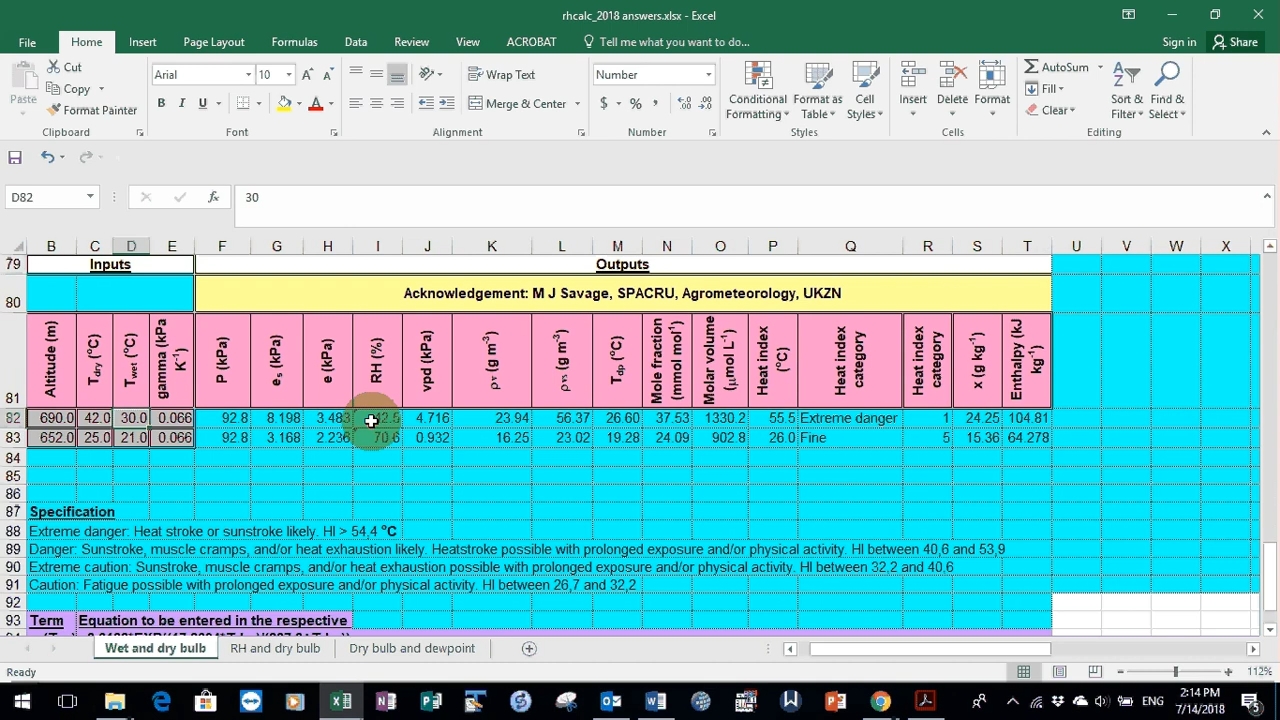 rhcalc_2018 answers.xlsx - Excel
File Home Insert Page Layout Formulas Data Review View ACROBAT Tell me what you want to do... Sign in Share
Paste Cut Copy Format Painter
Arial 10 A A
B I U A
Wrap Text
Merge & Center
Number
$ % , .0 .00
Conditional Formatting Format as Table Cell Styles
Insert Delete Format
AutoSum Fill Clear
Sort & Filter Find & Select
Clipboard Font Alignment Number Styles Cells Editing
D82 fx 30
B C D E F G H I J K L M N O P Q R S T U V W X
79 Inputs Outputs
80 Acknowledgement: M J Savage, SPACRU, Agrometeorology, UKZN
81 Altitude (m) Tdry (°C) Twet (°C) gamma (kPa K-1) P (kPa) es (kPa) e (kPa) RH (%) vpd (kPa) ρv (g m-3) ρvs (g m-3) Tdp (°C) Mole fraction (mmol mol-1) Molar volume (μmol L-1) Heat index (°C) Heat index category Heat index category x (g kg-1) Enthalpy (kJ kg-1)
82 690.0 42.0 30.0 0.066 92.8 8.198 3.483 42.5 4.716 23.94 56.37 26.60 37.53 1330.2 55.5 Extreme danger 1 24.25 104.81
83 652.0 25.0 21.0 0.066 92.8 3.168 2.236 70.6 0.932 16.25 23.02 19.28 24.09 902.8 26.0 Fine 5 15.36 64.278
84
85
86
87 Specification
88 Extreme danger: Heat stroke or sunstroke likely. HI > 54,4 °C
89 Danger: Sunstroke, muscle cramps, and/or heat exhaustion likely. Heatstroke possible with prolonged exposure and/or physical activity. HI between 40,6 and 53,9
90 Extreme caution: Sunstroke, muscle cramps, and/or heat exhaustion possible with prolonged exposure and/or physical activity. HI between 32,2 and 40,6
91 Caution: Fatigue possible with prolonged exposure and/or physical activity. HI between 26,7 and 32,2
92
93 Term Equation to be entered in the respective
Wet and dry bulb RH and dry bulb Dry bulb and dewpoint
Ready 112%
ENG 2:14 PM 7/14/2018